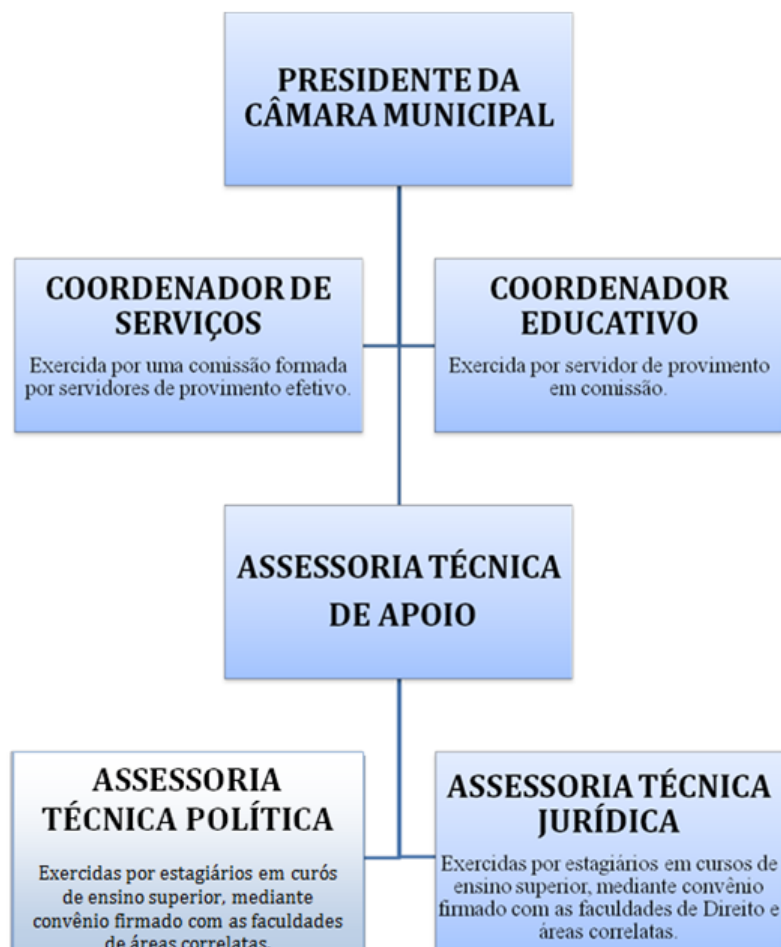 PRESIDENTE DA
CÂMARA MUNICIPAL
COORDENADOR DE
SERVIÇOS
Exercida por uma comissão formada
por servidores de provimento efetivo.
COORDENADOR
EDUCATIVO
Exercida por servidor de provimento
em comissão.
ASSESSORIA TÉCNICA
DE APOIO
ASSESSORIA
TÉCNICA POLÍTICA
Exercidas por estagiários em curós
de ensino superior, mediante
convênio firmado com as faculdades
de áreas correlatas
ASSESSORIA TÉCNICA
JURÍDICA
Exercidas por estagiários em cursos de
ensino superior, mediante convênio
firmado com as faculdades de Direito e
áreas correlatas.